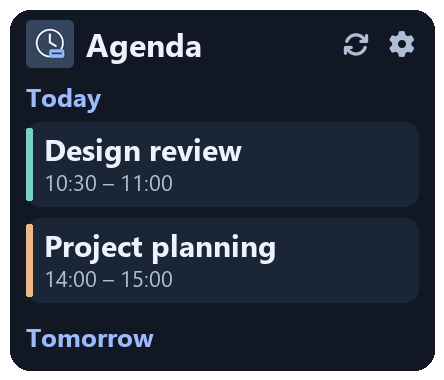 Agenda
Today
Design review
10:30 – 11:00
Project planning
14:00 – 15:00
Tomorrow